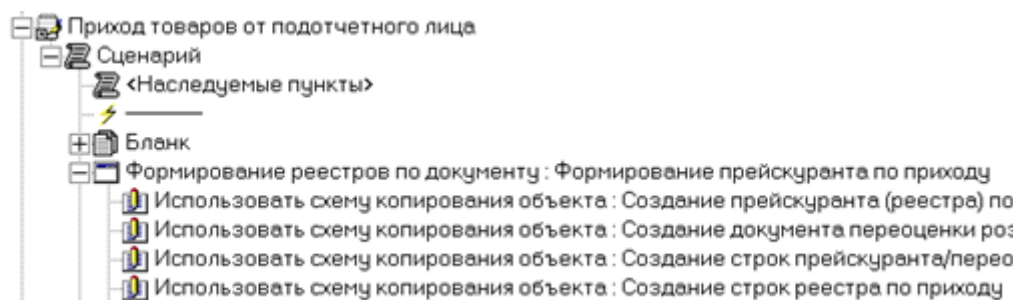 Приход товаров от подотчетного лица
Сценарий
<Наследуемые пункты>
Бланк
Формирование реестров по документу : Формирование прейскуранта по приходу
Использовать схему копирования объекта : Создание прейскуранта (реестра) по
Использовать схему копирования объекта : Создание документа переоценки роз
Использовать схему копирования объекта : Создание строк прейскуранта/перео
Использовать схему копирования объекта : Создание строк реестра по приходу